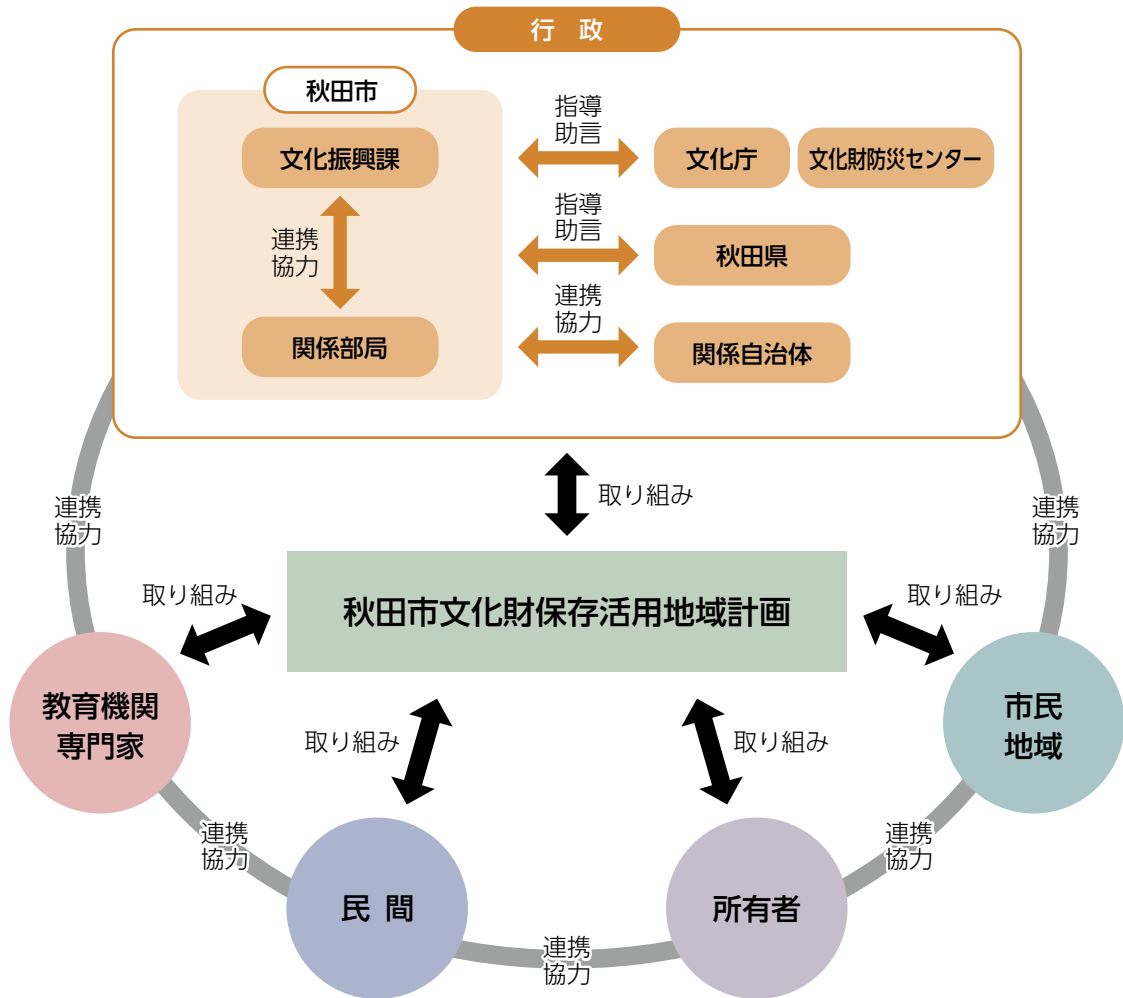 行　政
秋田市
文化振興課
連携
協力
関係部局
指導
助言
文化庁
文化財防災センター
指導
助言
秋田県
連携
協力
関係自治体
連携
協力
取り組み
連携
協力
取り組み
秋田市文化財保存活用地域計画
取り組み
教育機関
専門家
取り組み
取り組み
市民
地域
連携
協力
民 間
連携
協力
所有者
連携
協力